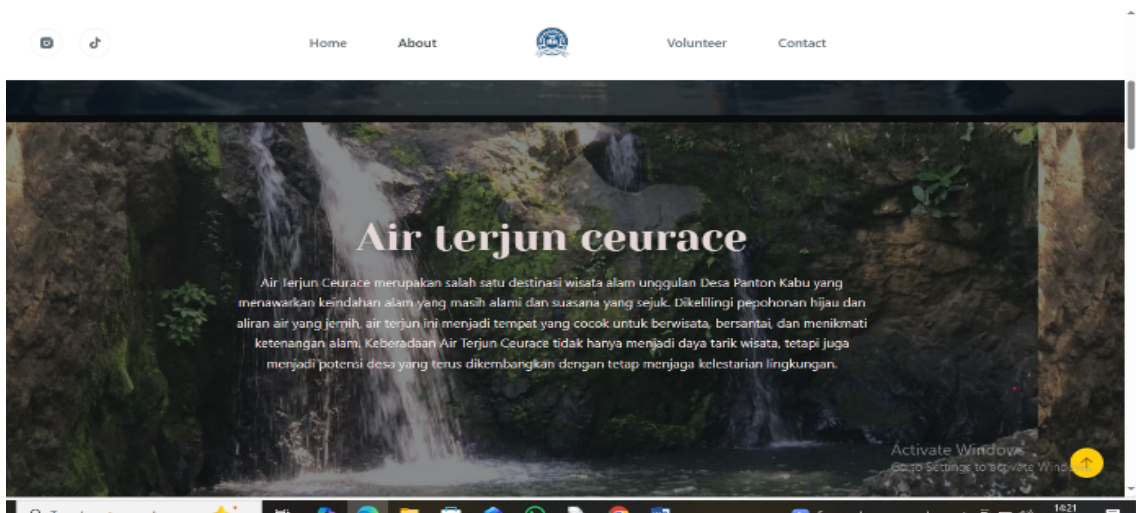 Home About Volunteer Contact
Air terjun ceurace
Air Terjun Ceurace merupakan salah satu destinasi wisata alam unggulan Desa Panton Kabu yang
menawarkan keindahan alam yang masih alami dan suasana yang sejuk. Dikelilingi pepohonan hijau dan
aliran air yang jernih, air terjun ini menjadi tempat yang cocok untuk berwisata, bersantai, dan menikmati
ketenangan alam. Keberadaan Air Terjun Ceurace tidak hanya menjadi daya tarik wisata, tetapi juga
menjadi potensi desa yang terus dikembangkan dengan tetap menjaga kelestarian lingkungan.
Activate Windows
Go to Settings to activate Windows.
14:21